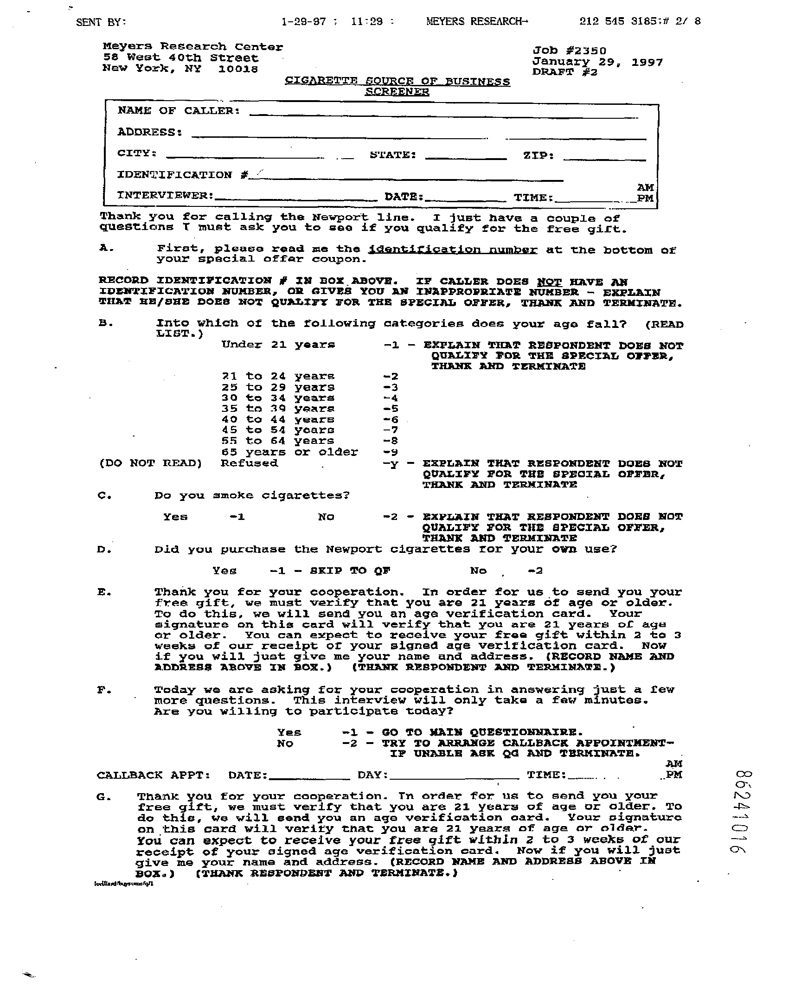 SENT BY: 1-29-97 ; 11:29 ; MEYERS RESEARCH→ 212 545 3185;# 2/ 8
Meyers Research Center
58 West 40th Street
New York, NY 10018
Job #2350
January 29, 1997
DRAFT #2
CIGARETTE SOURCE OF BUSINESS
SCREENER
NAME OF CALLER:
ADDRESS:
CITY: STATE: ZIP:
IDENTIFICATION #
INTERVIEWER: DATE: TIME: AM
PM
Thank you for calling the Newport line. I just have a couple of
questions I must ask you to see if you qualify for the free gift.
A. First, please read me the identification number at the bottom of
your special offer coupon.
RECORD IDENTIFICATION # IN BOX ABOVE. IF CALLER DOES NOT HAVE AN
IDENTIFICATION NUMBER, OR GIVES YOU AN INAPPROPRIATE NUMBER - EXPLAIN
THAT HE/SHE DOES NOT QUALIFY FOR THE SPECIAL OFFER, THANK AND TERMINATE.
B. Into which of the following categories does your age fall? (READ
LIST.)
Under 21 years -1 - EXPLAIN THAT RESPONDENT DOES NOT
QUALIFY FOR THE SPECIAL OFFER,
THANK AND TERMINATE
21 to 24 years -2
25 to 29 years -3
30 to 34 years -4
35 to 39 years -5
40 to 44 years -6
45 to 54 years -7
55 to 64 years -8
65 years or older -9
(DO NOT READ) Refused -y - EXPLAIN THAT RESPONDENT DOES NOT
QUALIFY FOR THE SPECIAL OFFER,
THANK AND TERMINATE
C. Do you smoke cigarettes?
Yes -1 No -2 - EXPLAIN THAT RESPONDENT DOES NOT
QUALIFY FOR THE SPECIAL OFFER,
THANK AND TERMINATE
D. Did you purchase the Newport cigarettes for your own use?
Yes -1 - SKIP TO QF No -2
E. Thank you for your cooperation. In order for us to send you your
free gift, we must verify that you are 21 years of age or older.
To do this, we will send you an age verification card. Your
signature on this card will verify that you are 21 years of age
or older. You can expect to receive your free gift within 2 to 3
weeks of our receipt of your signed age verification card. Now
if you will just give me your name and address. (RECORD NAME AND
ADDRESS ABOVE IN BOX.) (THANK RESPONDENT AND TERMINATE.)
F. Today we are asking for your cooperation in answering just a few
more questions. This interview will only take a few minutes.
Are you willing to participate today?
Yes -1 - GO TO MAIN QUESTIONNAIRE.
No -2 - TRY TO ARRANGE CALLBACK APPOINTMENT-
IF UNABLE ASK QG AND TERMINATE.
AM
CALLBACK APPT: DATE: DAY: TIME: PM
G. Thank you for your cooperation. In order for us to send you your
free gift, we must verify that you are 21 years of age or older. To
do this, we will send you an age verification card. Your signature
on this card will verify that you are 21 years of age or older.
You can expect to receive your free gift within 2 to 3 weeks of our
receipt of your signed age verification card. Now if you will just
give me your name and address. (RECORD NAME AND ADDRESS ABOVE IN
BOX.) (THANK RESPONDENT AND TERMINATE.)
86241016